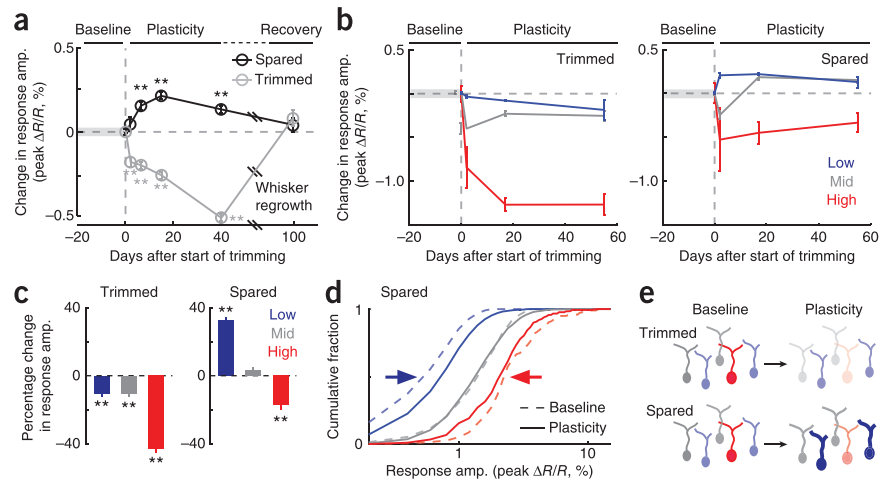 a
Baseline Plasticity Recovery
Change in response amp.
(peak ΔR/R, %)
0.5
0
−0.5
Spared
Trimmed
**
**
**
**
**
**
**
Whisker
regrowth
−20 0 20 40 100
Days after start of trimming
b
Baseline Plasticity
Change in response amp.
(peak ΔR/R, %)
0.5
−1.0
Trimmed
−20 0 20 40 60
Days after start of trimming
Baseline Plasticity
0.5
−1.0
Spared
Low
Mid
High
−20 0 20 40 60
Days after start of trimming
c
Percentage change
in response amp.
Trimmed
40
0
−40
**
**
**
Spared
40
0
−40
**
**
Low
Mid
High
d
Spared
Cumulative fraction
1
0.5
0
Baseline
Plasticity
1 10
Response amp. (peak ΔR/R, %)
e
Baseline Plasticity
Trimmed
Spared